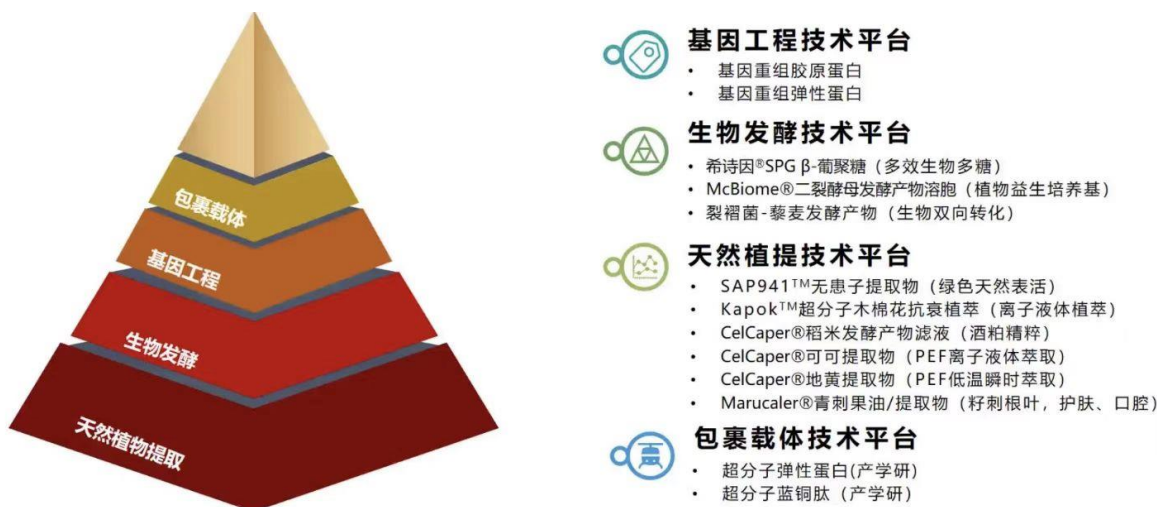 包裹载体
基因工程
生物发酵
天然植物提取
基因工程技术平台
• 基因重组胶原蛋白
• 基因重组弹性蛋白
生物发酵技术平台
• 希诗因®SPG β-葡聚糖（多效生物多糖）
• McBiome®二裂酵母发酵产物溶胞（植物益生培养基）
• 裂褶菌-藜麦发酵产物（生物双向转化）
天然植提技术平台
• SAP941™无患子提取物（绿色天然表活）
• Kapok™超分子木棉花抗衰植萃（离子液体植萃）
• CelCaper®稻米发酵产物滤液（酒粕精粹）
• CelCaper®可可提取物（PEF离子液体萃取）
• CelCaper®地黄提取物（PEF低温瞬时萃取）
• Marucaler®青刺果油/提取物（籽刺根叶，护肤、口腔）
包裹载体技术平台
• 超分子弹性蛋白(产学研)
• 超分子蓝铜肽（产学研）